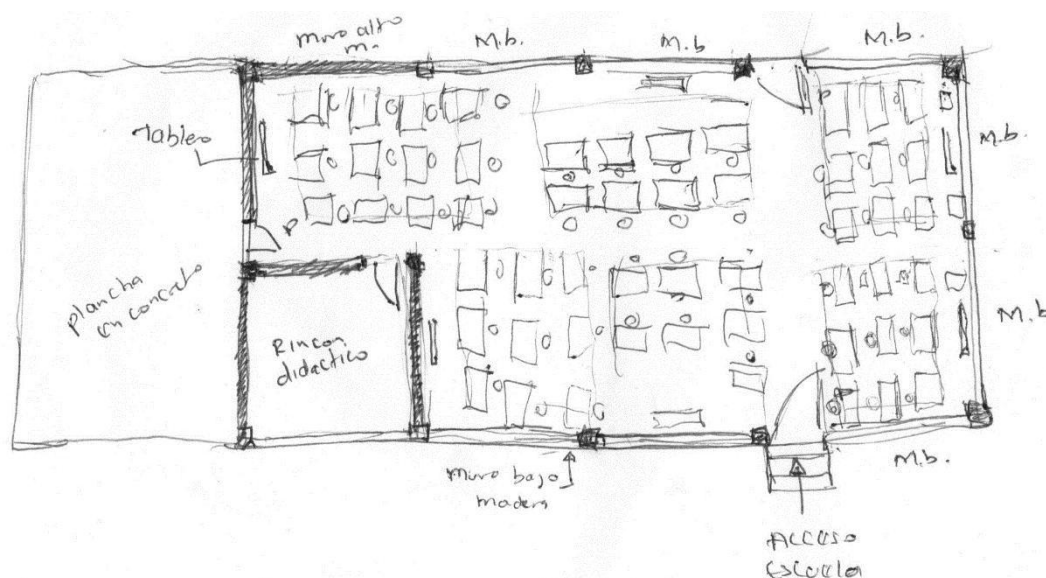 muro alto
m.
M.b.
M.b
M.b.
Tablero
M.b.
plancha
en concreto
Rincon
didactico
M.b
muro bajo
madera
M.b.
Acceso
Escuela